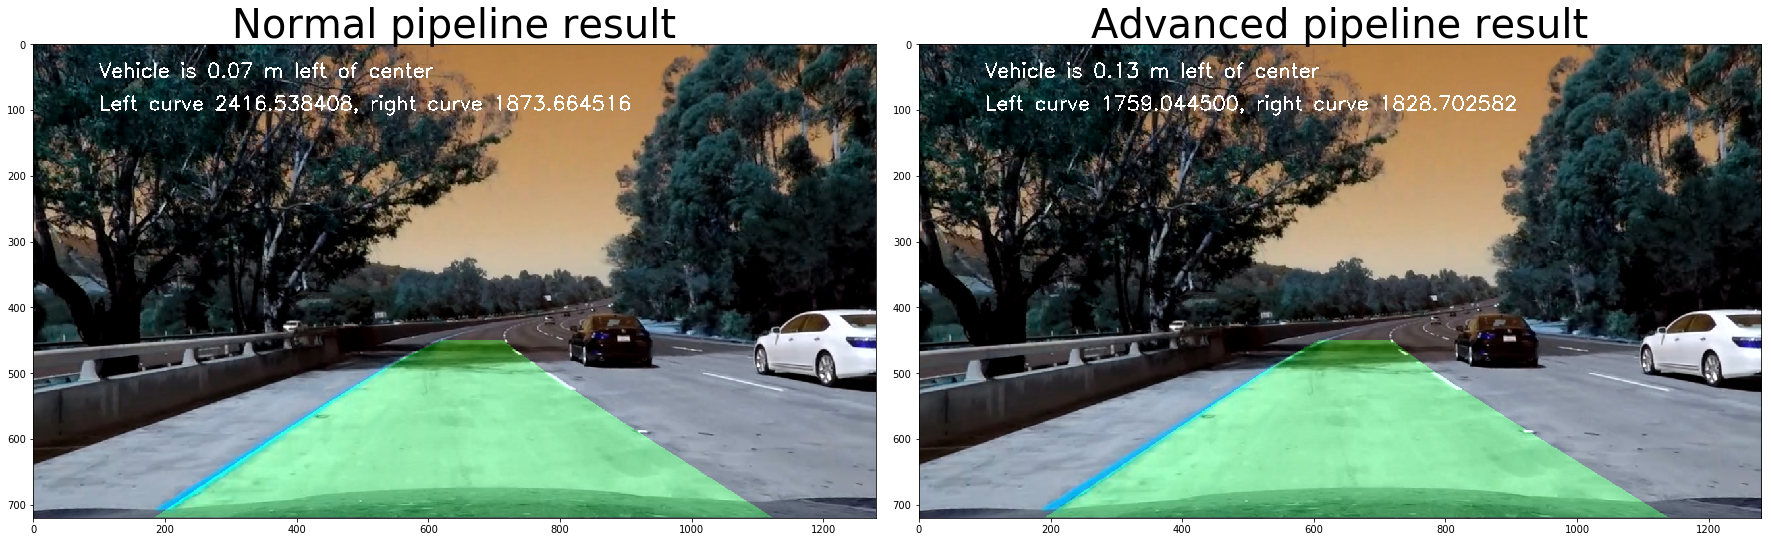 Normal pipeline result
Vehicle is 0.07 m left of center
Left curve 2416.538408, right curve 1873.664516
0
100
200
300
400
500
600
700
0 200 400 600 800 1000 1200
Advanced pipeline result
Vehicle is 0.13 m left of center
Left curve 1759.044500, right curve 1828.702582
0
100
200
300
400
500
600
700
0 200 400 600 800 1000 1200